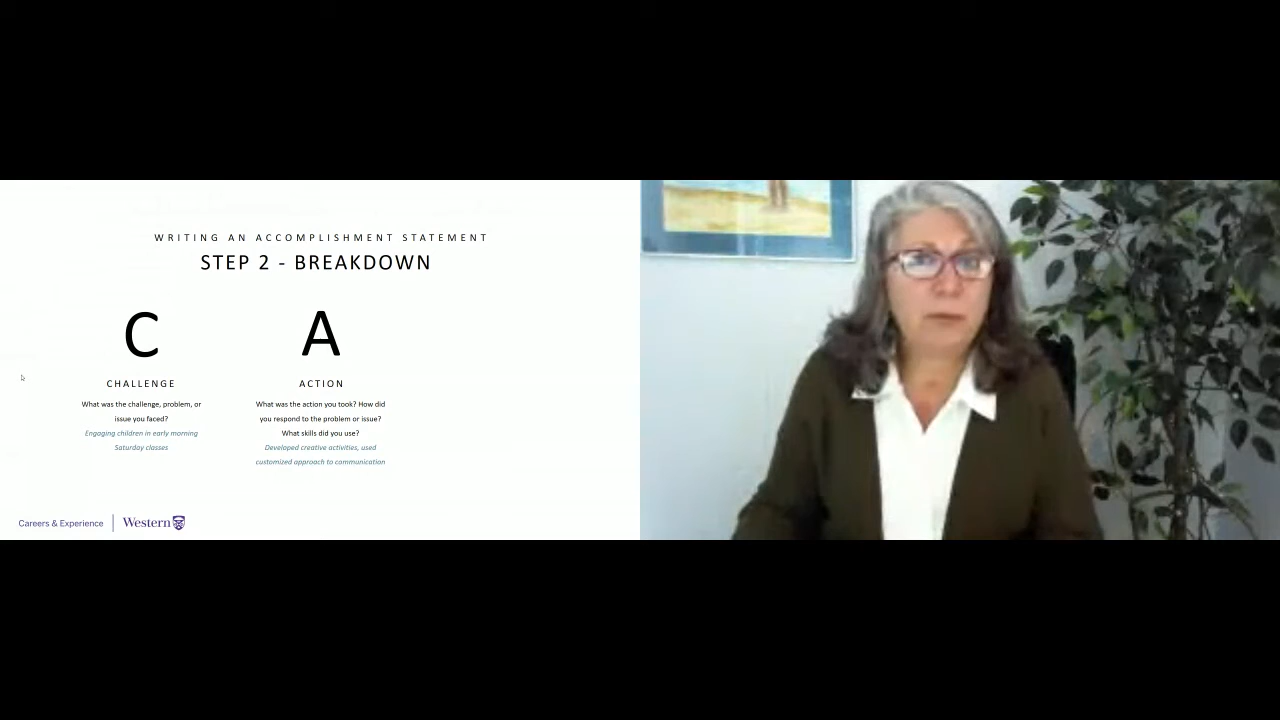 WRITING AN ACCOMPLISHMENT STATEMENT
STEP 2 - BREAKDOWN
C
CHALLENGE
What was the challenge, problem, or
issue you faced?
Engaging children in early morning
Saturday classes
A
ACTION
What was the action you took? How did
you respond to the problem or issue?
What skills did you use?
Developed creative activities, used
customized approach to communication
Careers & Experience
Western